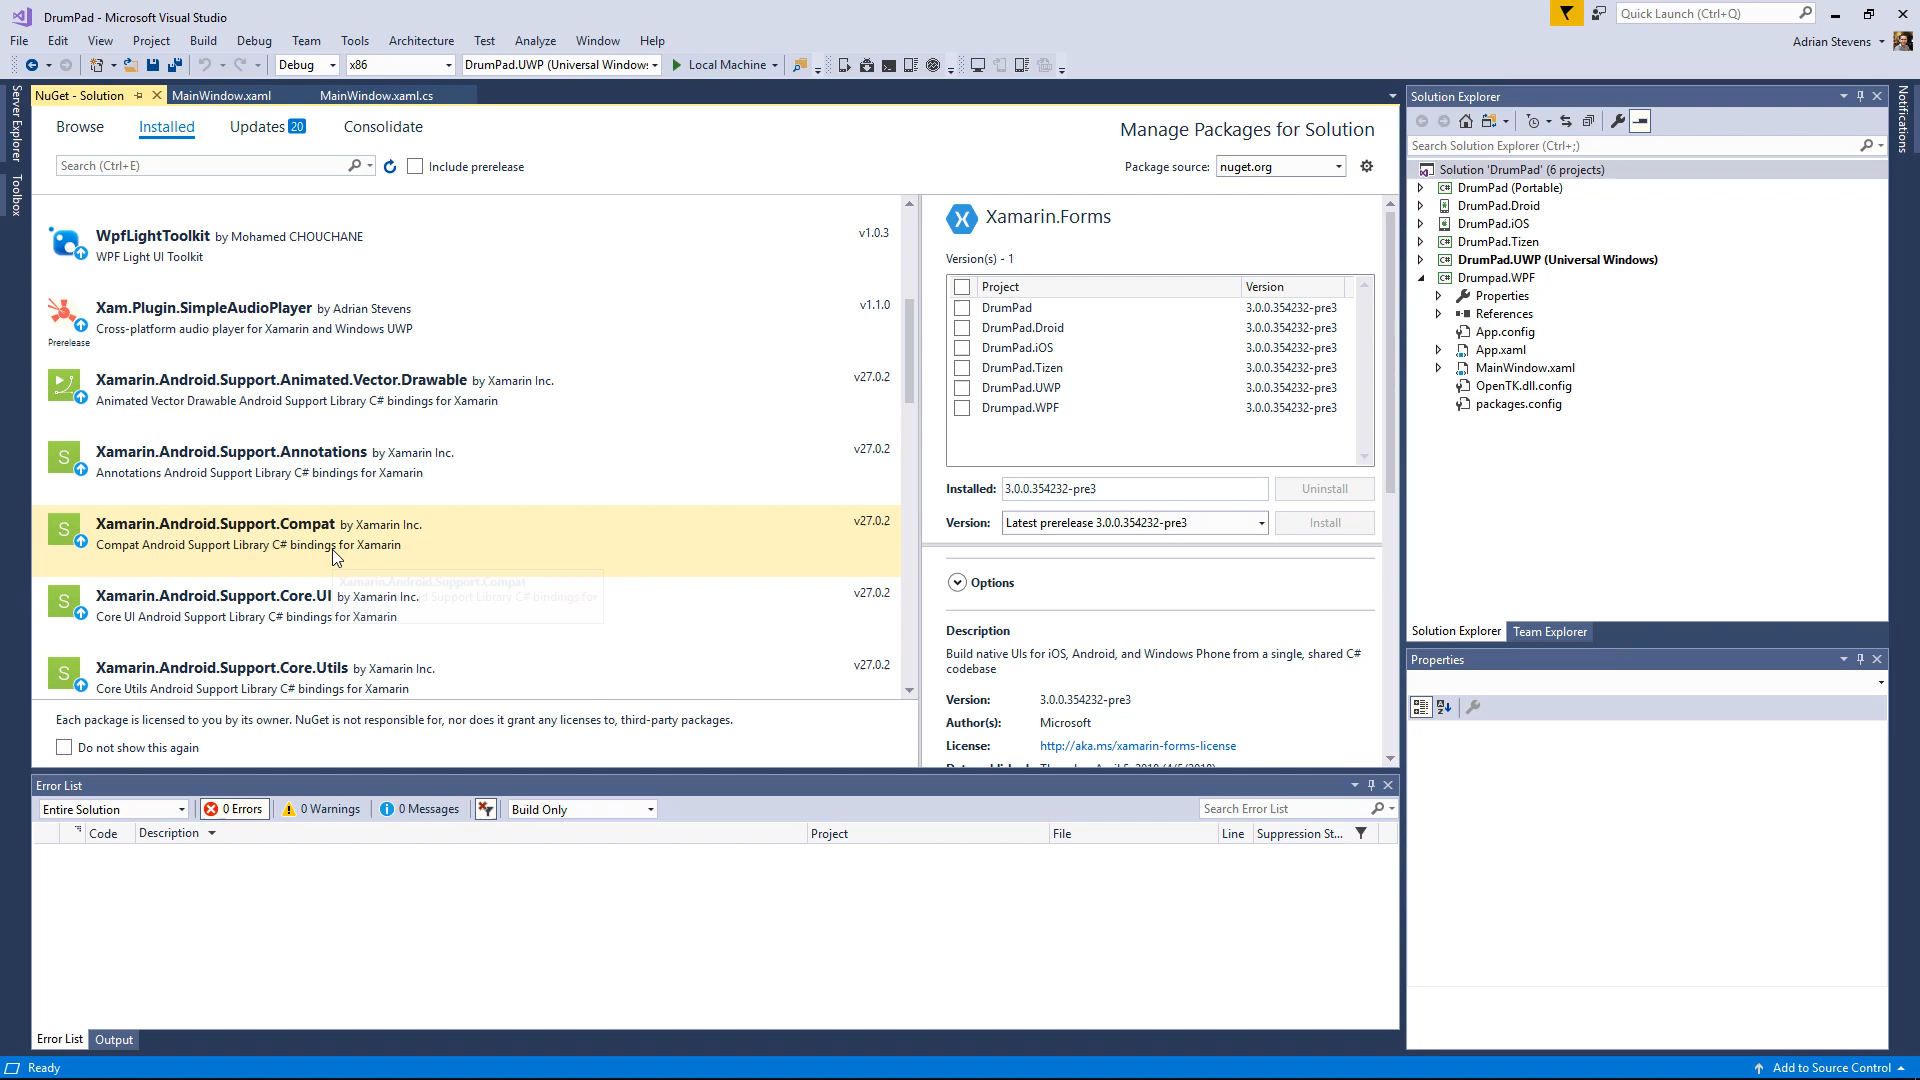 DrumPad - Microsoft Visual Studio
Quick Launch (Ctrl+Q)
File Edit View Project Build Debug Team Tools Architecture Test Analyze Window Help
Adrian Stevens
Debug x86 DrumPad.UWP (Universal Windows Local Machine
Server Explorer
Toolbox
Notifications
NuGet - Solution MainWindow.xaml MainWindow.xaml.cs
Browse Installed Updates 20 Consolidate
Manage Packages for Solution
Search (Ctrl+E) Include prerelease
Package source: nuget.org
WpfLightToolkit by Mohamed CHOUCHANE v1.0.3
WPF Light UI Toolkit
Xam.Plugin.SimpleAudioPlayer by Adrian Stevens v1.1.0
Cross-platform audio player for Xamarin and Windows UWP
Prerelease
Xamarin.Android.Support.Animated.Vector.Drawable by Xamarin Inc. v27.0.2
Animated Vector Drawable Android Support Library C# bindings for Xamarin
Xamarin.Android.Support.Annotations by Xamarin Inc. v27.0.2
Annotations Android Support Library C# bindings for Xamarin
Xamarin.Android.Support.Compat by Xamarin Inc. v27.0.2
Compat Android Support Library C# bindings for Xamarin
Xamarin.Android.Support.Compat
Xamarin.Android.Support.Core.UI by Xamarin Inc. v27.0.2
Core UI Android Support Library C# bindings for Xamarin
Xamarin.Android.Support.Core.Utils by Xamarin Inc. v27.0.2
Core Utils Android Support Library C# bindings for Xamarin
Each package is licensed to you by its owner. NuGet is not responsible for, nor does it grant any licenses to, third-party packages.
Do not show this again
Xamarin.Forms
Version(s) - 1
Project Version
DrumPad 3.0.0.354232-pre3
DrumPad.Droid 3.0.0.354232-pre3
DrumPad.iOS 3.0.0.354232-pre3
DrumPad.Tizen 3.0.0.354232-pre3
DrumPad.UWP 3.0.0.354232-pre3
Drumpad.WPF 3.0.0.354232-pre3
Installed: 3.0.0.354232-pre3 Uninstall
Version: Latest prerelease 3.0.0.354232-pre3 Install
Options
Description
Build native UIs for iOS, Android, and Windows Phone from a single, shared C#
codebase
Version: 3.0.0.354232-pre3
Author(s): Microsoft
License: http://aka.ms/xamarin-forms-license
Solution Explorer
Search Solution Explorer (Ctrl+;)
Solution 'DrumPad' (6 projects)
DrumPad (Portable)
DrumPad.Droid
DrumPad.iOS
DrumPad.Tizen
DrumPad.UWP (Universal Windows)
Drumpad.WPF
Properties
References
App.config
App.xaml
MainWindow.xaml
OpenTK.dll.config
packages.config
Solution Explorer Team Explorer
Properties
Error List
Entire Solution 0 Errors 0 Warnings 0 Messages Build Only Search Error List
Code Description Project File Line Suppression St...
Error List Output
Ready
Add to Source Control